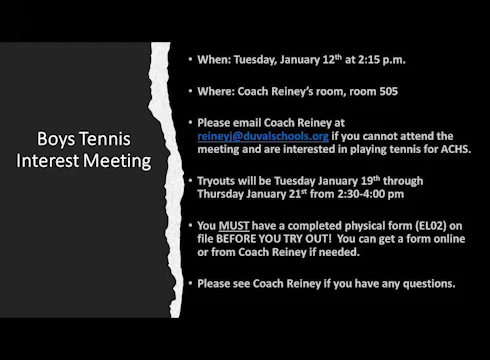 Boys Tennis
Interest Meeting
• When: Tuesday, January 12th at 2:15 p.m.
• Where: Coach Reiney's room, room 505
• Please email Coach Reiney at
reineyj@duvalschools.org if you cannot attend the
meeting and are interested in playing tennis for ACHS.
• Tryouts will be Tuesday January 19th through
Thursday January 21st from 2:30-4:00 pm
• You MUST have a completed physical form (EL02) on
file BEFORE YOU TRY OUT! You can get a form online
or from Coach Reiney if needed.
• Please see Coach Reiney if you have any questions.